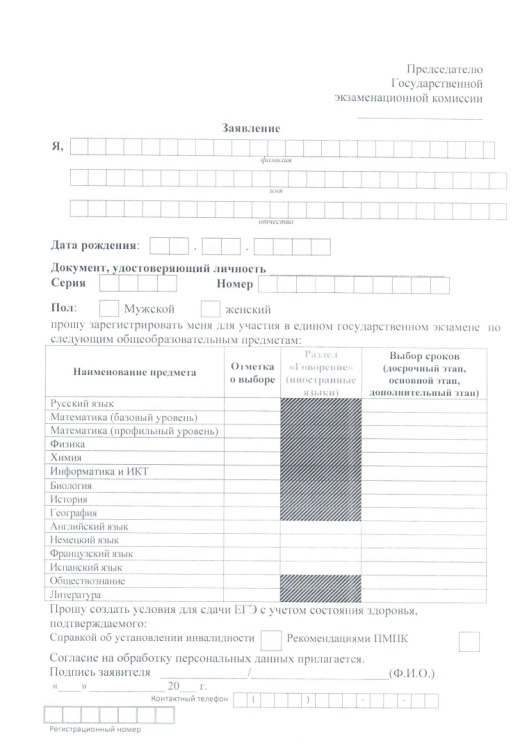 Председателю
Государственной
экзаменационной комиссии
Заявление
Я,
фамилия
имя
отчество
Дата рождения: . .
Документ, удостоверяющий личность
Серия Номер
Пол: Мужской женский
прошу зарегистрировать меня для участия в едином государственном экзамене по
следующим общеобразовательным предметам:
Наименование предмета
Отметка
о выборе
Раздел
«Говорение»
(иностранные
языки)
Выбор сроков
(досрочный этап,
основной этап,
дополнительный этап)
Русский язык
Математика (базовый уровень)
Математика (профильный уровень)
Физика
Химия
Информатика и ИКТ
Биология
История
География
Английский язык
Немецкий язык
Французский язык
Испанский язык
Обществознание
Литература
Прошу создать условия для сдачи ЕГЭ с учетом состояния здоровья,
подтверждаемого:
Справкой об установлении инвалидности Рекомендациями ПМПК
Согласие на обработку персональных данных прилагается.
Подпись заявителя ______________/______________________(Ф.И.О.)
«____» ____________ 20___ г.
Контактный телефон ( ) - -
Регистрационный номер